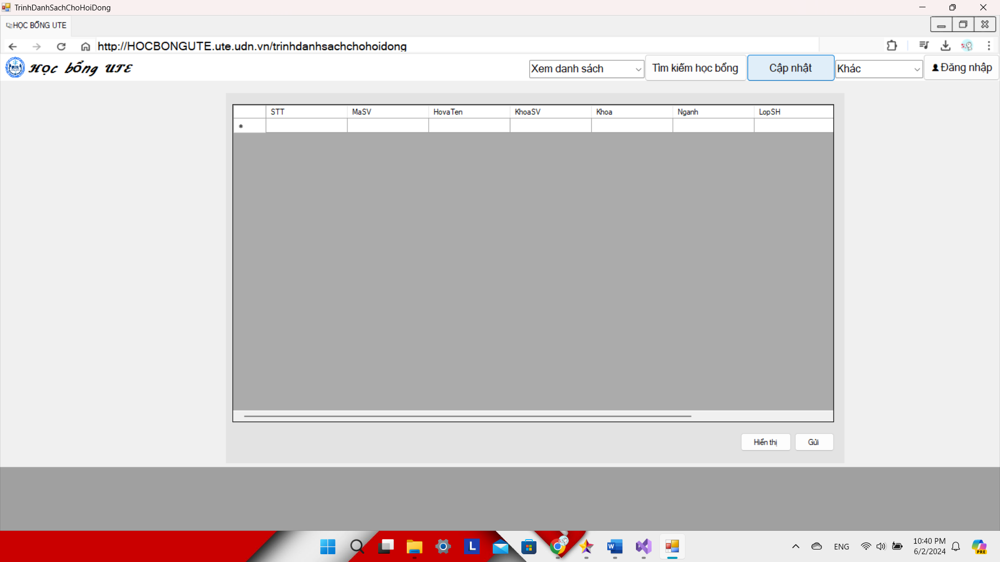 TrinhDanhSachChoHoiDong
HỌC BỔNG UTE
http://HOCBONGUTE.ute.udn.vn/trinhdanhsachchohoidong
Học bổng UTE
Xem danh sách
Tìm kiếm học bổng
Cập nhật
Khác
Đăng nhập
STT MaSV HovaTen KhoaSV Khoa Nganh LopSH
Hiển thị
Gửi
L
W
ENG
10:40 PM
6/2/2024
PRE